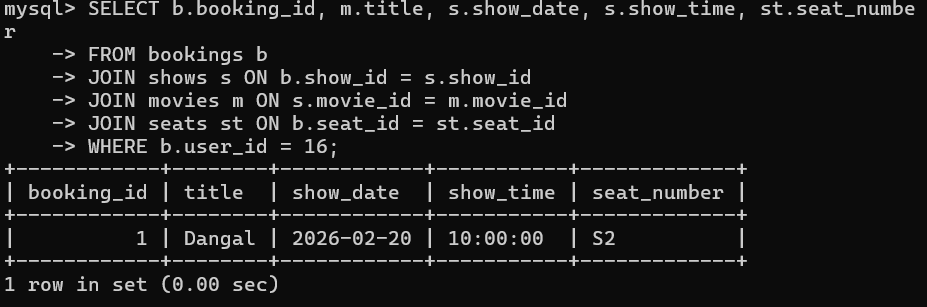 mysql> SELECT b.booking_id, m.title, s.show_date, s.show_time, st.seat_numbe
r
    -> FROM bookings b
    -> JOIN shows s ON b.show_id = s.show_id
    -> JOIN movies m ON s.movie_id = m.movie_id
    -> JOIN seats st ON b.seat_id = st.seat_id
    -> WHERE b.user_id = 16;
+------------+--------+------------+-----------+-------------+
| booking_id | title  | show_date  | show_time | seat_number |
+------------+--------+------------+-----------+-------------+
|          1 | Dangal | 2026-02-20 | 10:00:00  | S2          |
+------------+--------+------------+-----------+-------------+
1 row in set (0.00 sec)